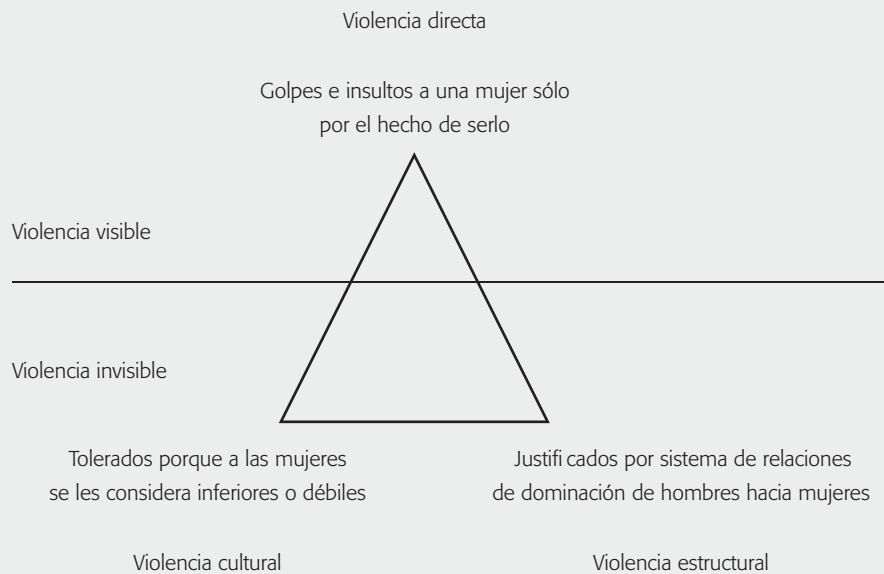 Violencia directa
Golpes e insultos a una mujer sólo
por el hecho de serlo
Violencia visible
Violencia invisible
Tolerados porque a las mujeres
se les considera inferiores o débiles
Justifi cados por sistema de relaciones
de dominación de hombres hacia mujeres
Violencia cultural
Violencia estructural